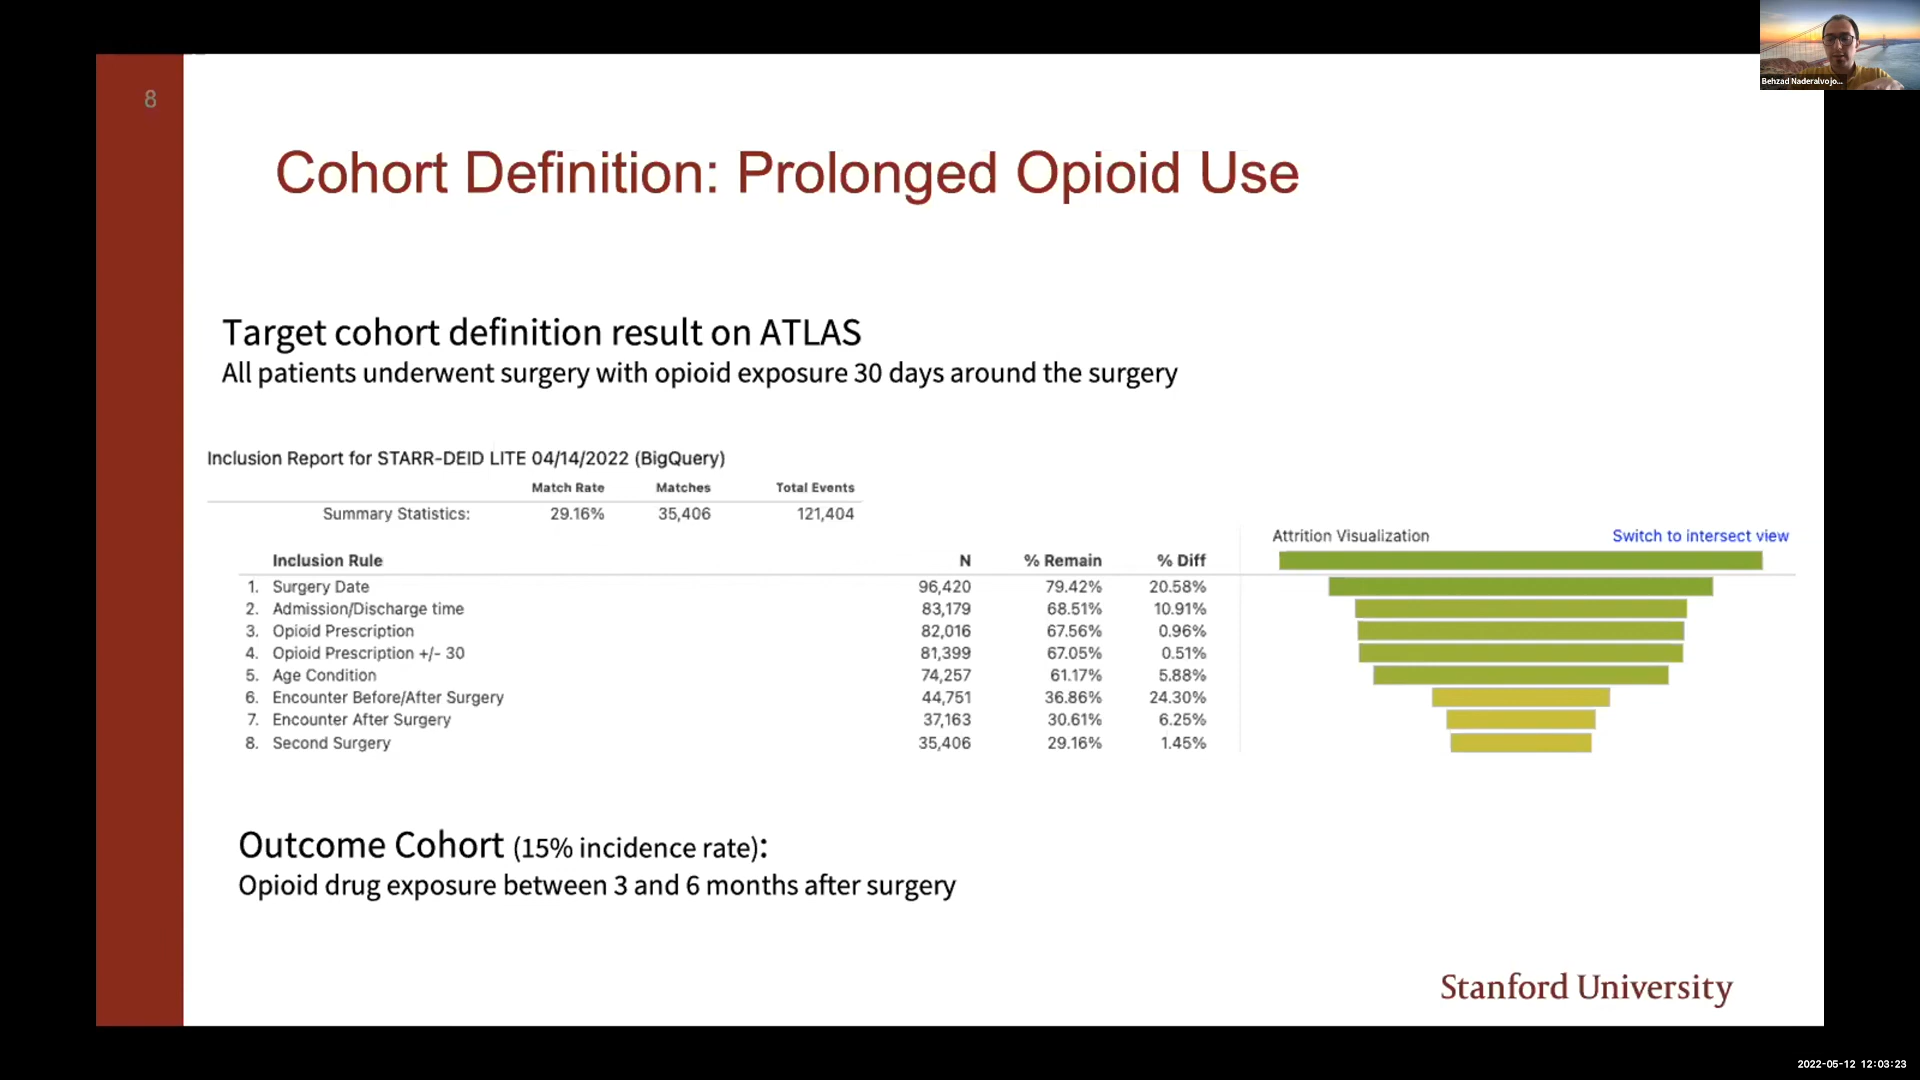 Behzad Naderalvojo...
8
Cohort Definition: Prolonged Opioid Use
Target cohort definition result on ATLAS
All patients underwent surgery with opioid exposure 30 days around the surgery
Inclusion Report for STARR-DEID LITE 04/14/2022 (BigQuery)
Match Rate Matches Total Events
Summary Statistics: 29.16% 35,406 121,404
Attrition Visualization Switch to intersect view
Inclusion Rule N % Remain % Diff
1. Surgery Date 96,420 79.42% 20.58%
2. Admission/Discharge time 83,179 68.51% 10.91%
3. Opioid Prescription 82,016 67.56% 0.96%
4. Opioid Prescription +/- 30 81,399 67.05% 0.51%
5. Age Condition 74,257 61.17% 5.88%
6. Encounter Before/After Surgery 44,751 36.86% 24.30%
7. Encounter After Surgery 37,163 30.61% 6.25%
8. Second Surgery 35,406 29.16% 1.45%
Outcome Cohort (15% incidence rate):
Opioid drug exposure between 3 and 6 months after surgery
Stanford University
2022-05-12 12:03:23